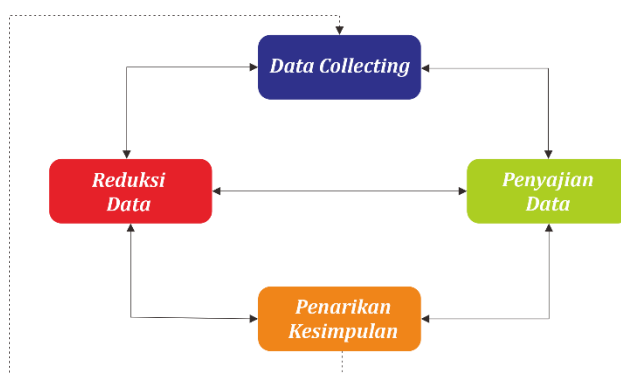 Data Collecting
Reduksi
Data
Penyajian
Data
Penarikan
Kesimpulan